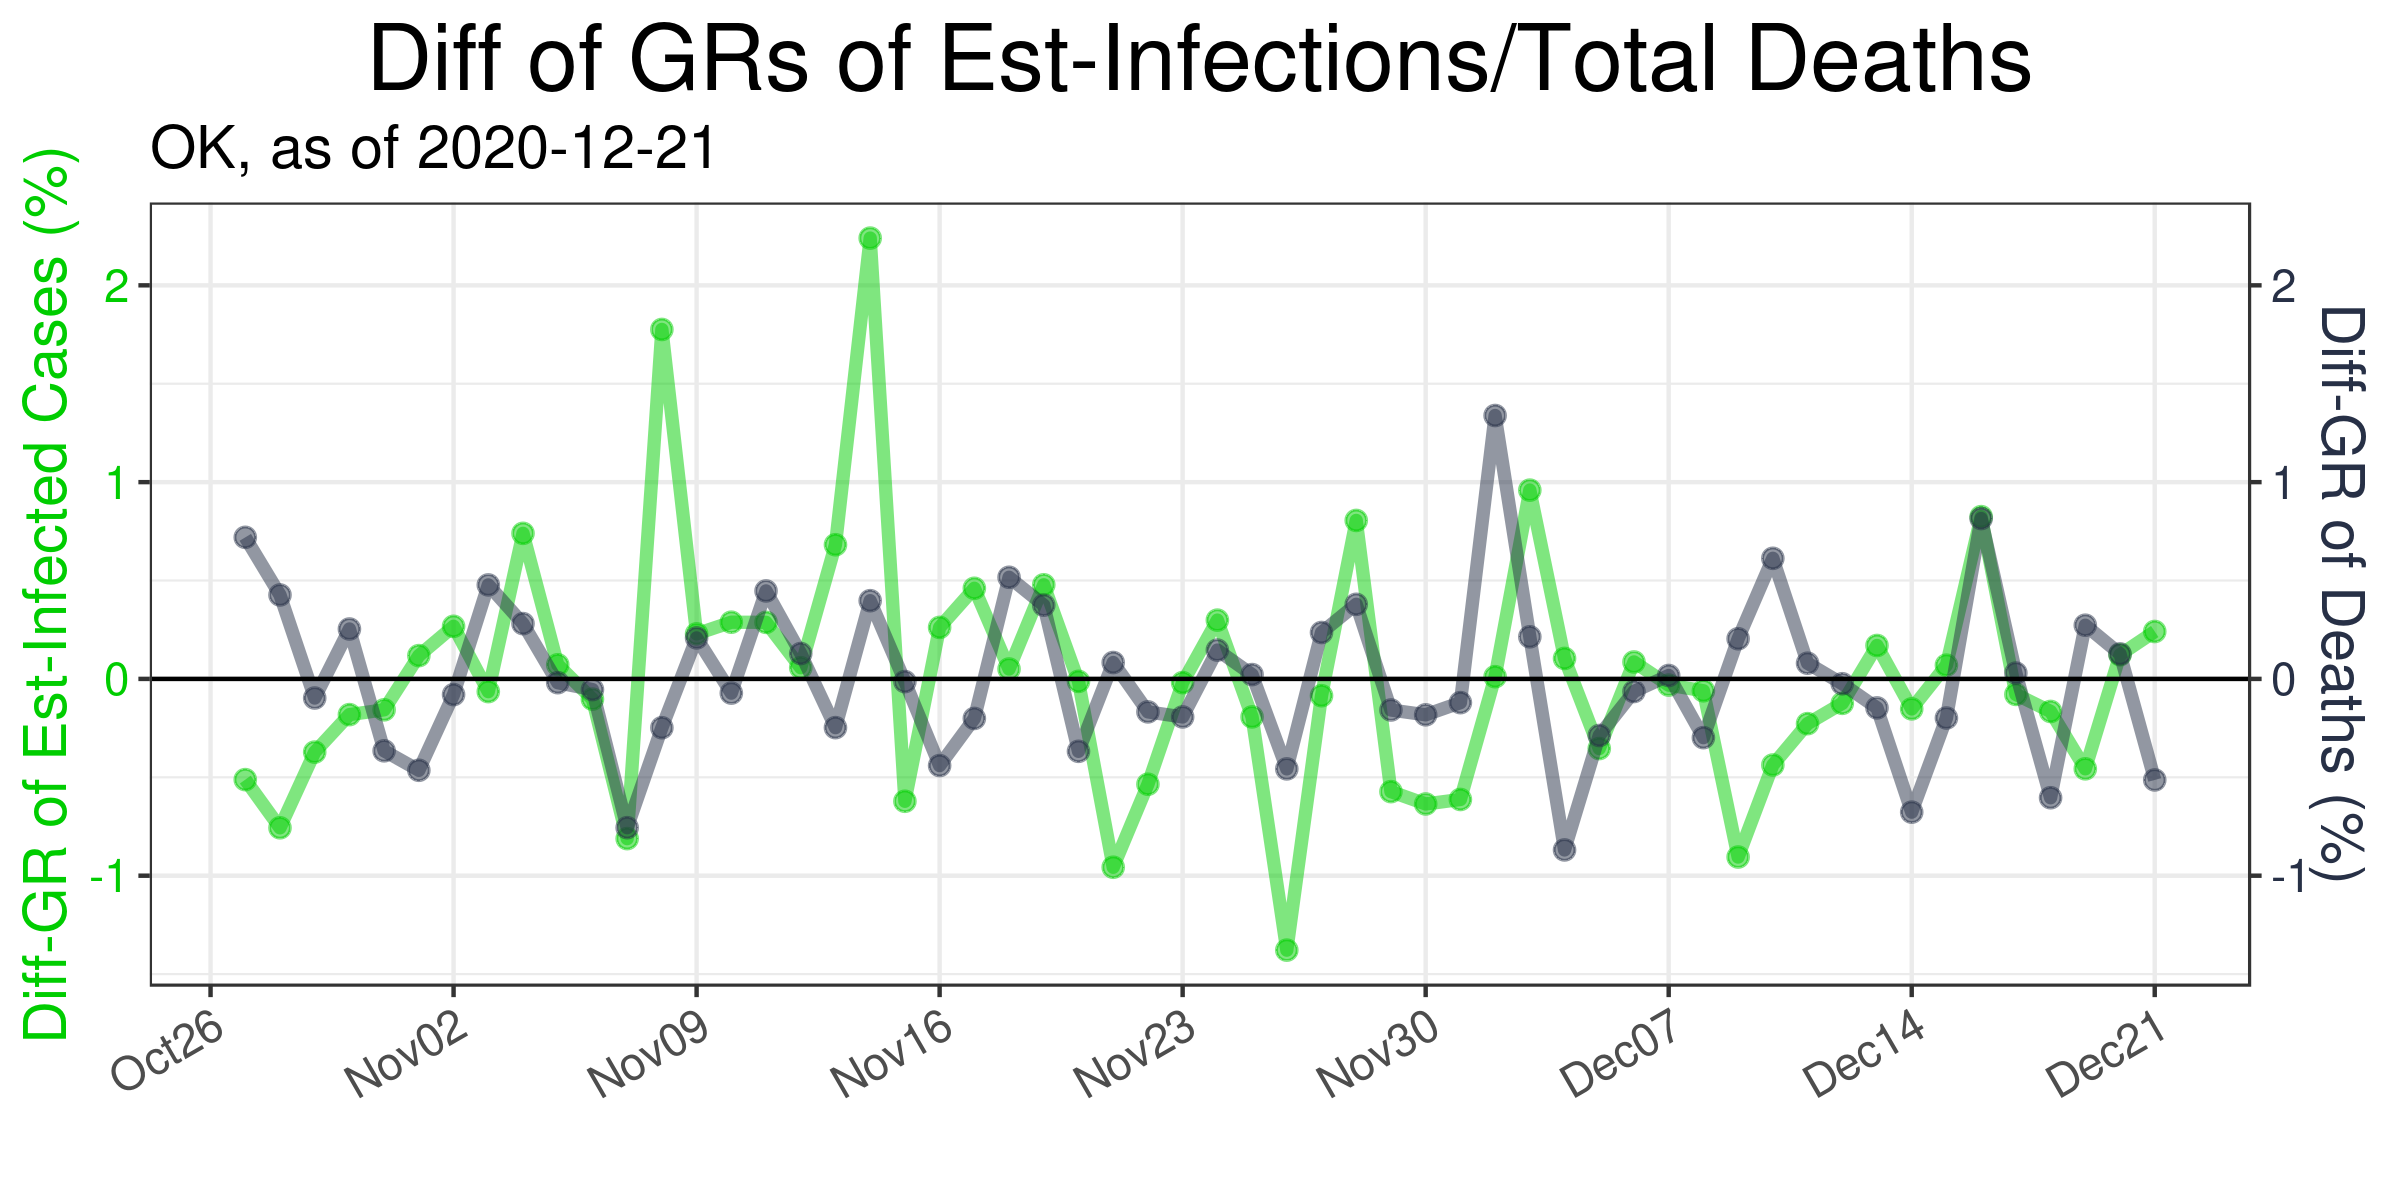 Diff of GRs of Est-Infections/Total Deaths
OK, as of 2020-12-21
Diff-GR of Est-Infected Cases (%)
2
1
0
-1
2
1
0
-1
Diff-GR of Deaths (%)
Oct26
Nov02
Nov09
Nov16
Nov23
Nov30
Dec07
Dec14
Dec21